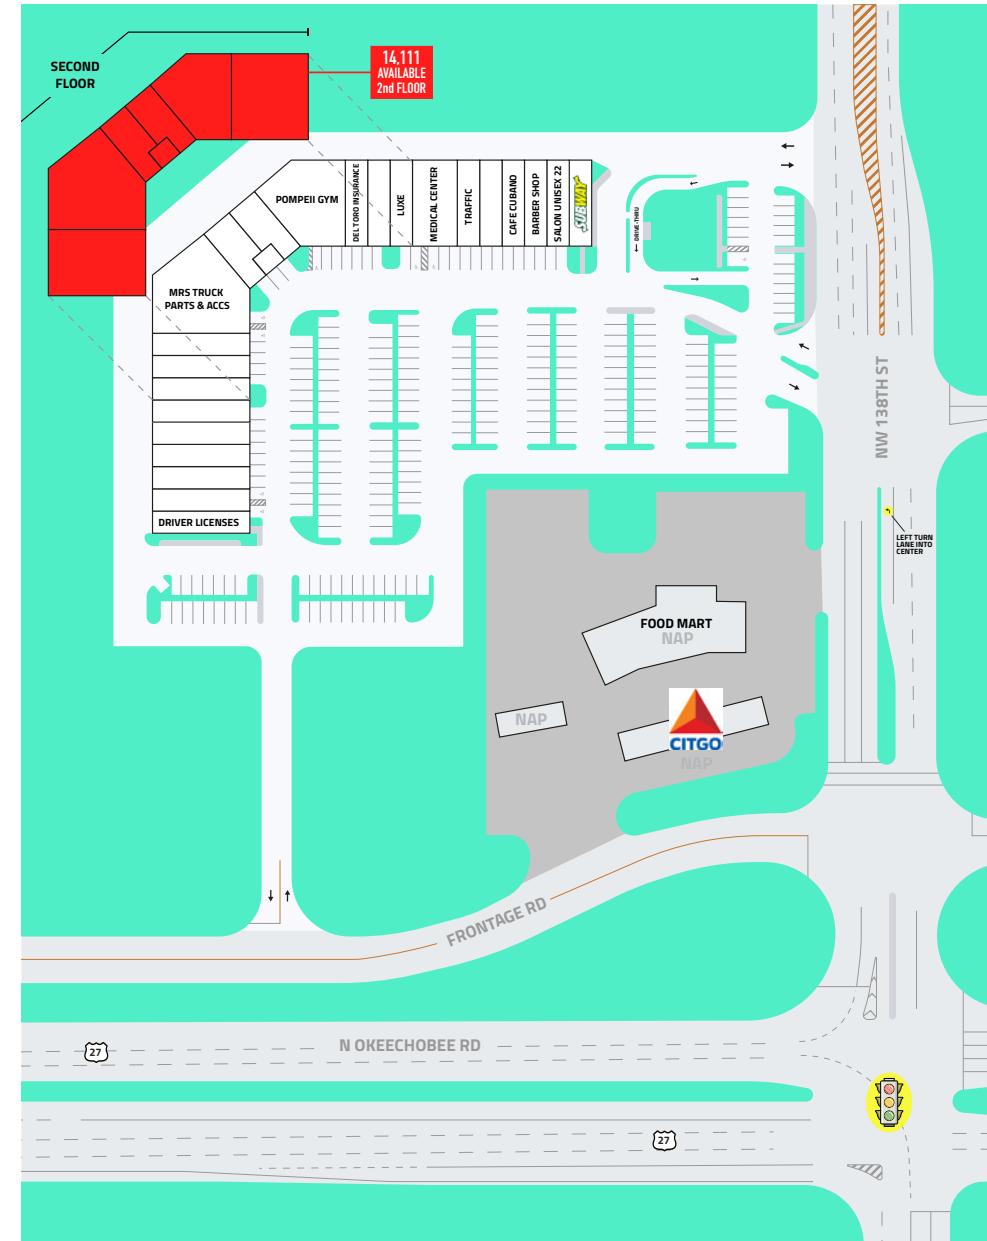 SECOND
FLOOR
14,111
AVAILABLE
2nd FLOOR
POMPEII GYM
DEL TORO INSURANCE
LUXE
MEDICAL CENTER
TRAFFIC
CAFE CUBANO
BARBER SHOP
SALON UNISEX 22
SUBWAY
DRIVE-THRU
MRS TRUCK
PARTS & ACCS
DRIVER LICENSES
NW 138TH ST
LEFT TURN
LANE INTO
CENTER
FOOD MART
NAP
NAP
CITGO
NAP
FRONTAGE RD
N OKEECHOBEE RD
27
27